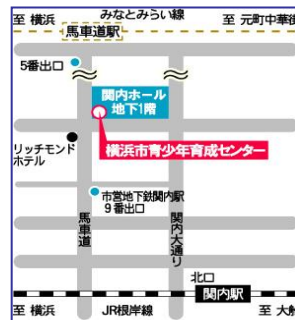 至 横浜
みなとみらい線
至 元町中華街
馬車道駅
5番出口
関内ホール
地下1階
リッチモンド
ホテル
横浜市青少年育成センター
市営地下鉄関内駅
9番出口
馬車道
関内大通り
北口
関内駅
至 横浜
JR根岸線
至 大船